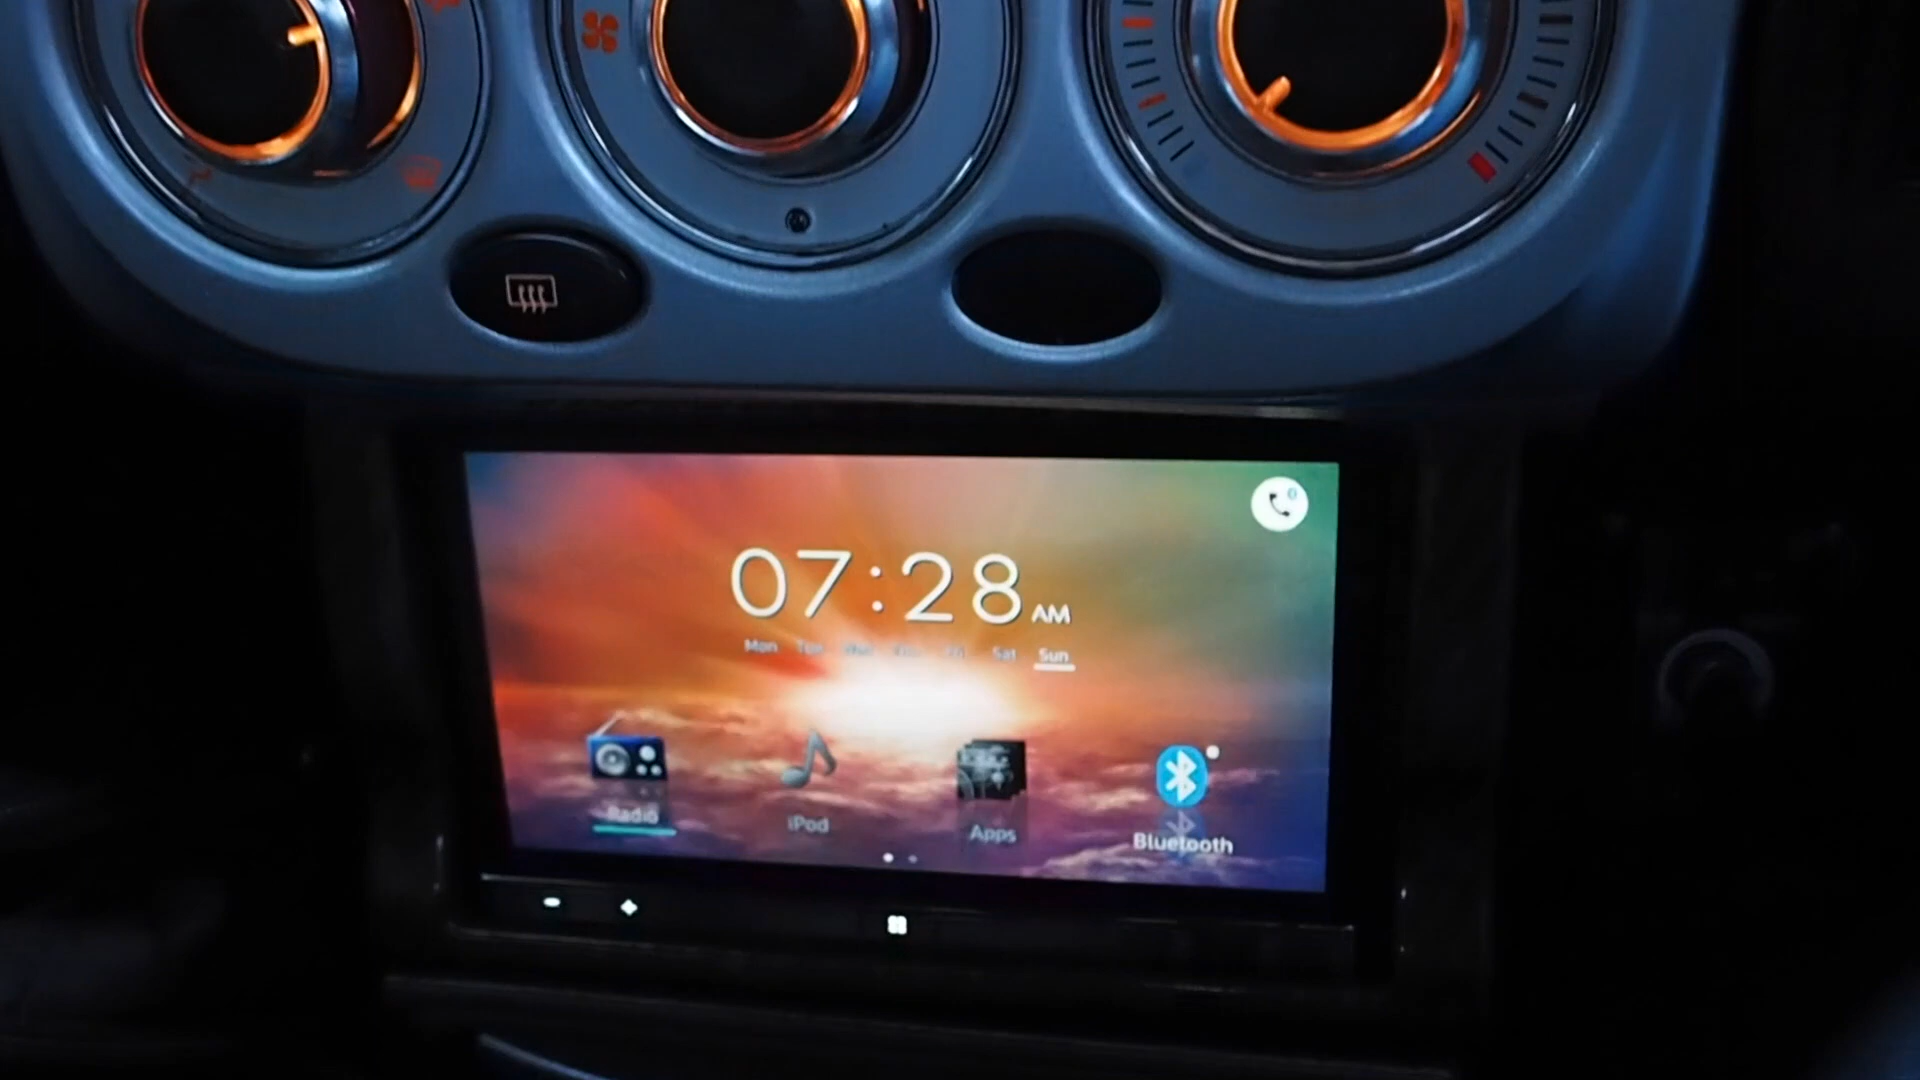 07:28 AM
Mon Tue Wed Thu Fri Sat Sun
Radio iPod Apps Bluetooth